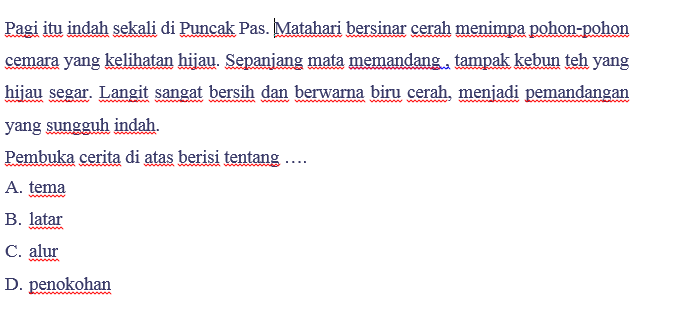 Pagi itu indah sekali di Puncak Pas. Matahari bersinar cerah menimpa pohon-pohon
cemara yang kelihatan hijau. Sepanjang mata memandang , tampak kebun teh yang
hijau segar. Langit sangat bersih dan berwarna biru cerah, menjadi pemandangan
yang sungguh indah.
Pembuka cerita di atas berisi tentang ….
A. tema
B. latar
C. alur
D. penokohan